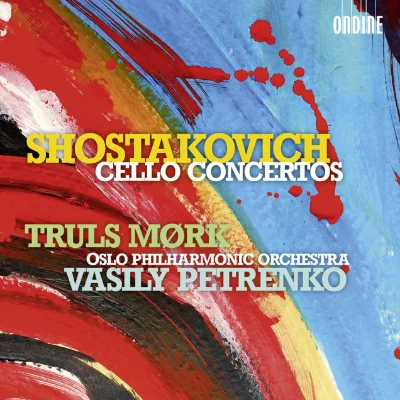 ONDINE
SHOSTAKOVICH
CELLO CONCERTOS
TRULS MØRK
OSLO PHILHARMONIC ORCHESTRA
VASILY PETRENKO